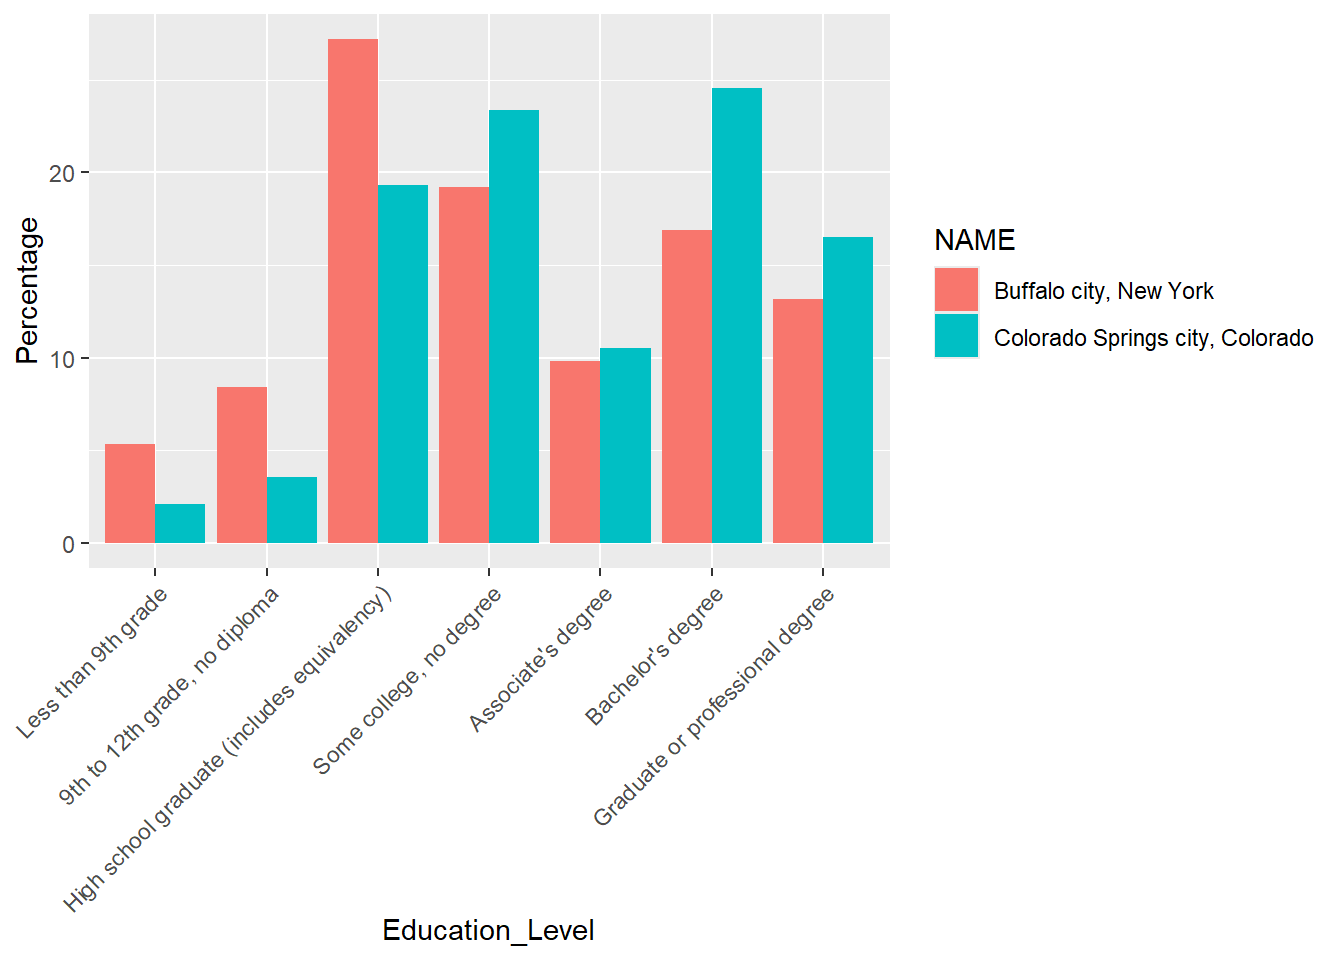 Percentage
20
10
0
Less than 9th grade
9th to 12th grade, no diploma
High school graduate (includes equivalency)
Some college, no degree
Associate's degree
Bachelor's degree
Graduate or professional degree
Education_Level
NAME
Buffalo city, New York
Colorado Springs city, Colorado